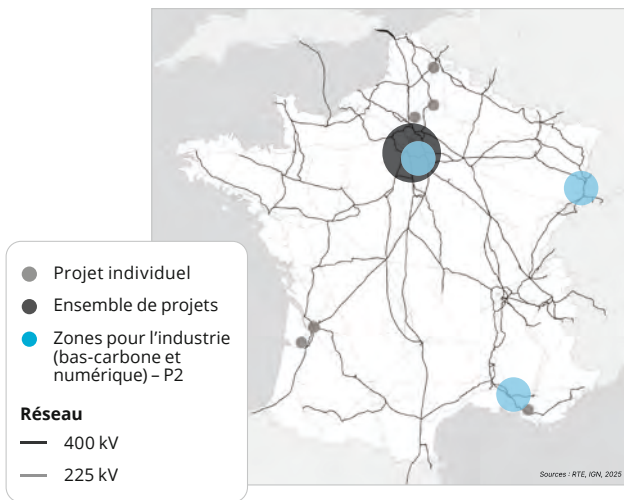 Projet individuel
Ensemble de projets
Zones pour l'industrie
(bas-carbone et
numérique) – P2
Réseau
400 kV
225 kV
Sources : RTE, IGN, 2025